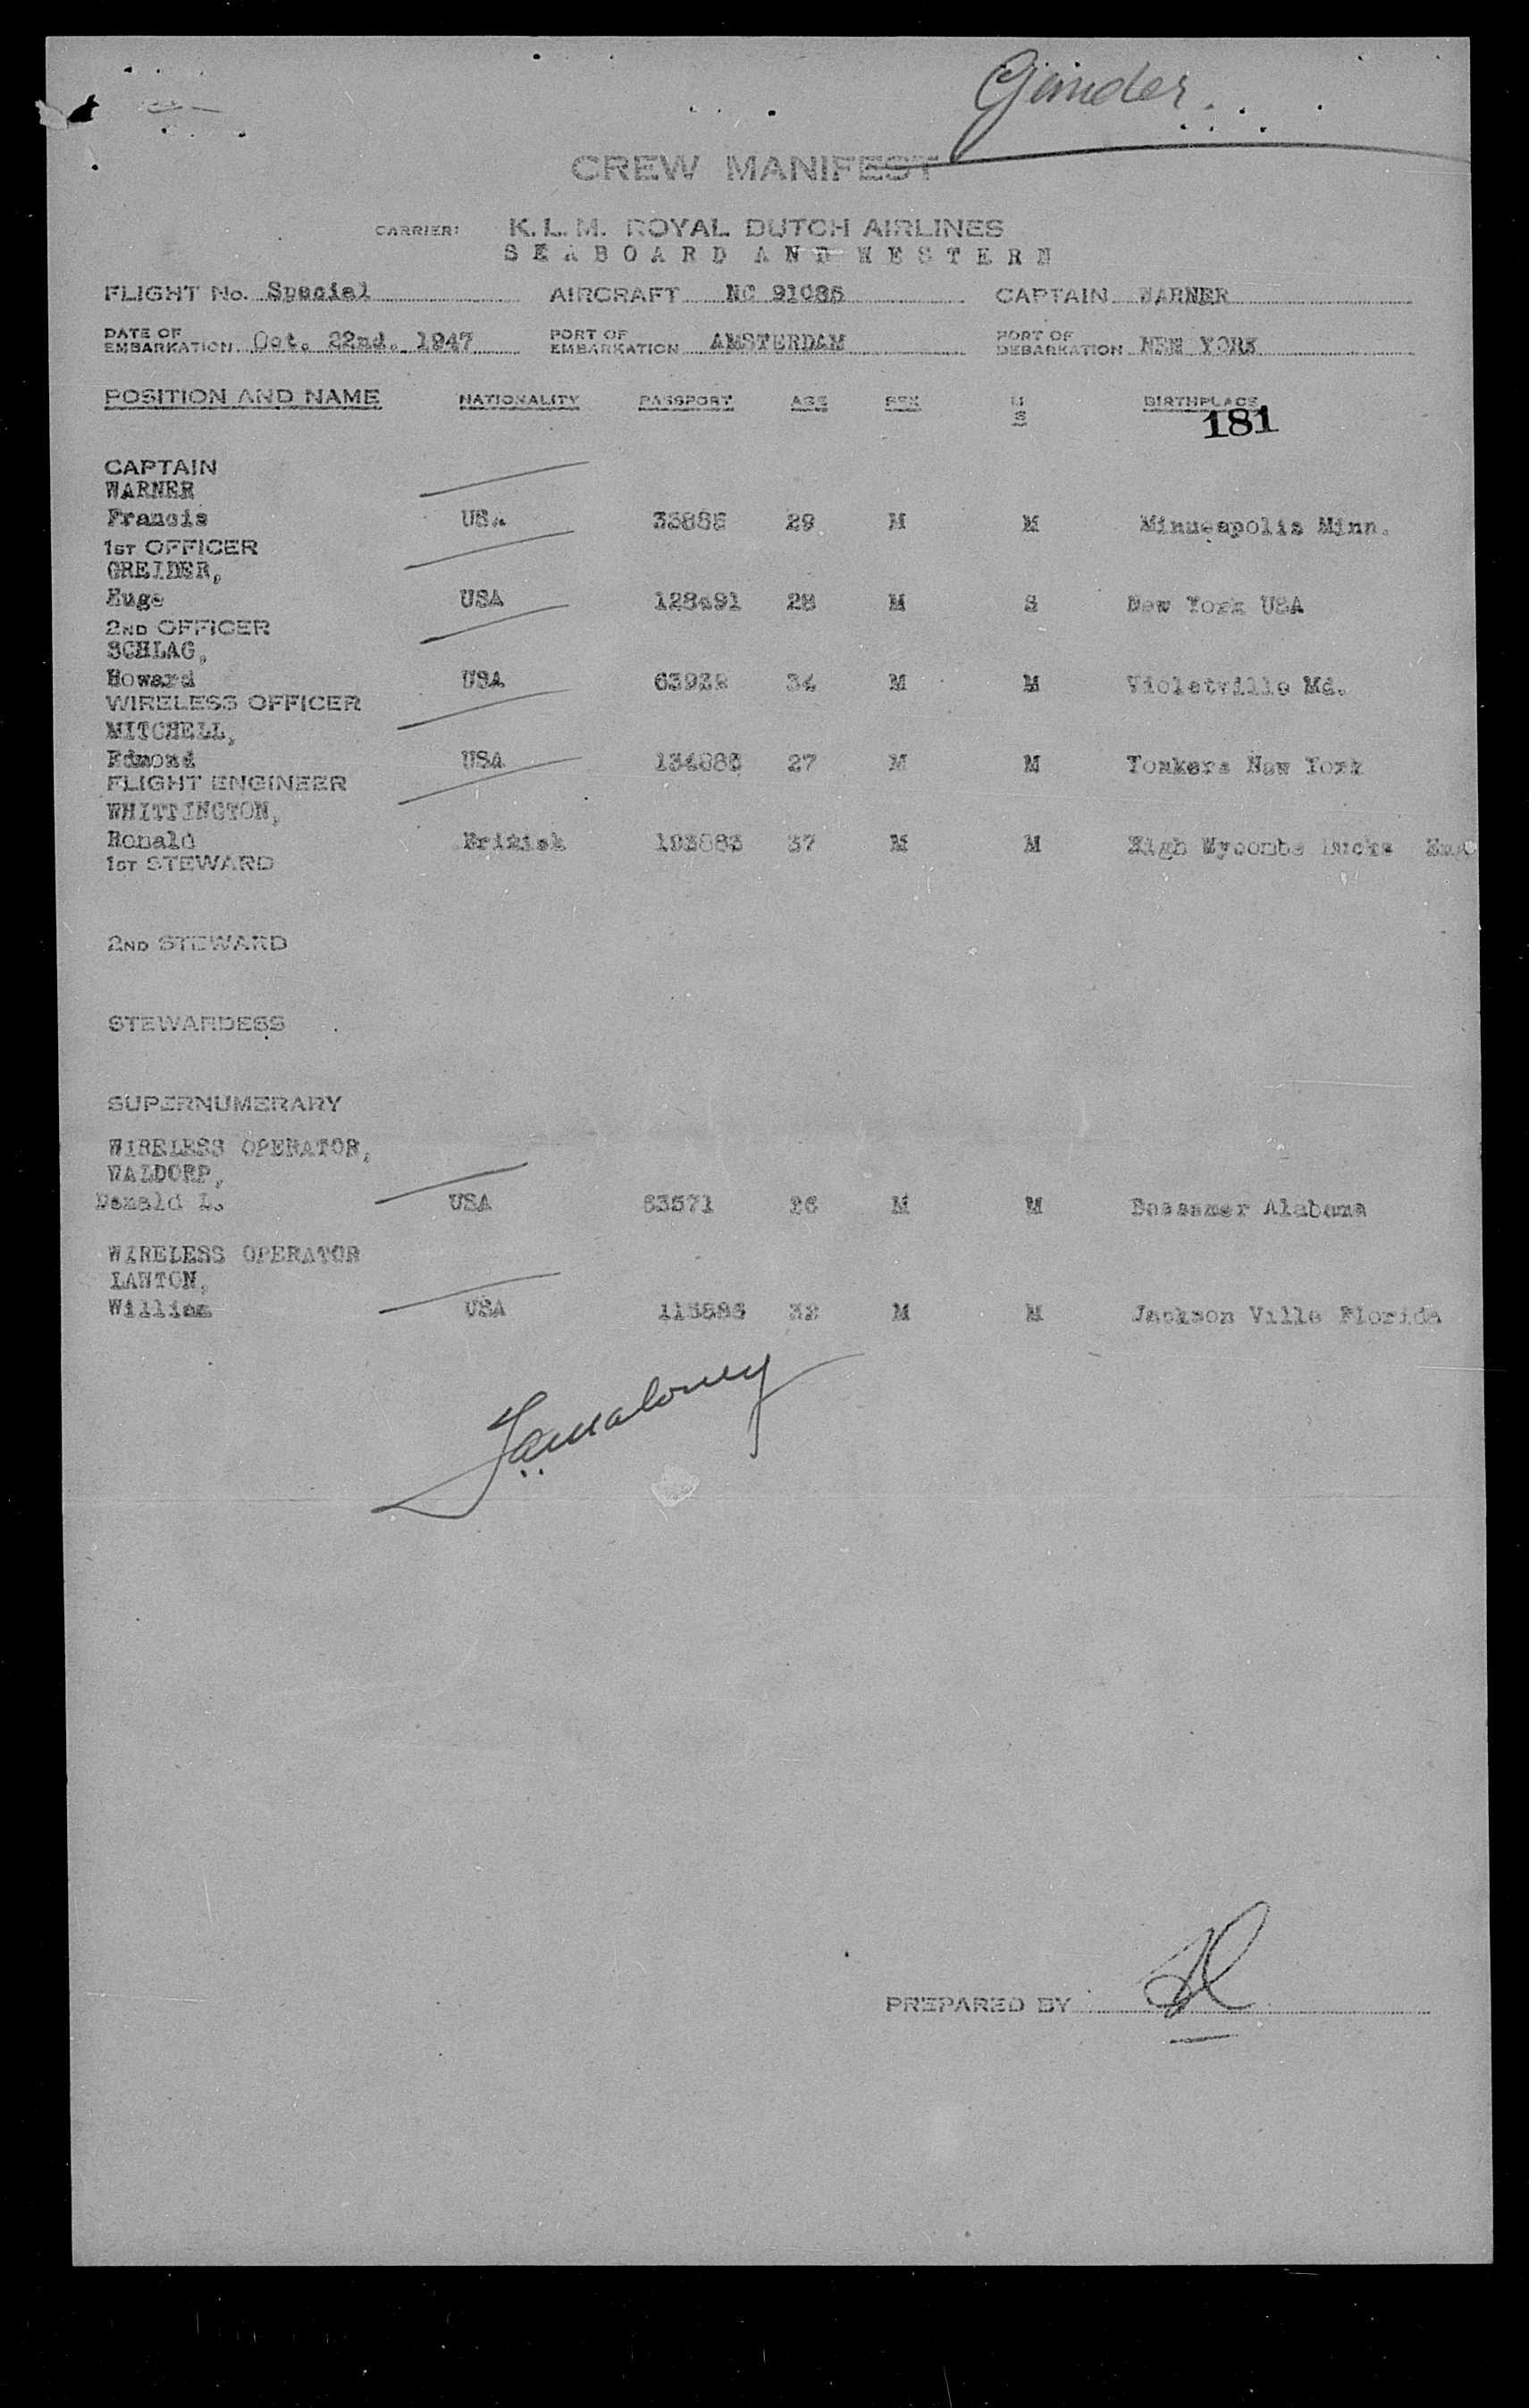 Gander
CREW MANIFEST
CARRIER: K. L. M. ROYAL DUTCH AIRLINES
SEABOARD AND WESTERN
FLIGHT No. Special AIRCRAFT NC CAPTAIN WARNER
DATE OF EMBARKATION Oct. 22nd. 1947 PORT OF EMBARKATION AMSTERDAM PORT OF DEBARKATION NEW YORK
POSITION AND NAME NATIONALITY PASSPORT AGE SEX M S BIRTHPLACE
181
CAPTAIN
WARNER
Francis USA 29 M M Minneapolis Minn.
1ST OFFICER
GREIDER,
Huge USA 28 M S New York USA
2ND OFFICER
SCHLAG,
Howard USA 34 M M Violetville Md.
WIRELESS OFFICER
MITCHELL,
Edmond USA 27 M M Yonkers New York
FLIGHT ENGINEER
WHITTINGTON,
Ronald British 37 M M High Wycombe Bucks
1ST STEWARD
2ND STEWARD
STEWARDESS
SUPERNUMERARY
WIRELESS OPERATOR,
WALDORP,
Donald L. USA 26 M M Bessemer Alabama
WIRELESS OPERATOR
LAWTON,
William USA 32 M M Jackson Ville Florida
PREPARED BY